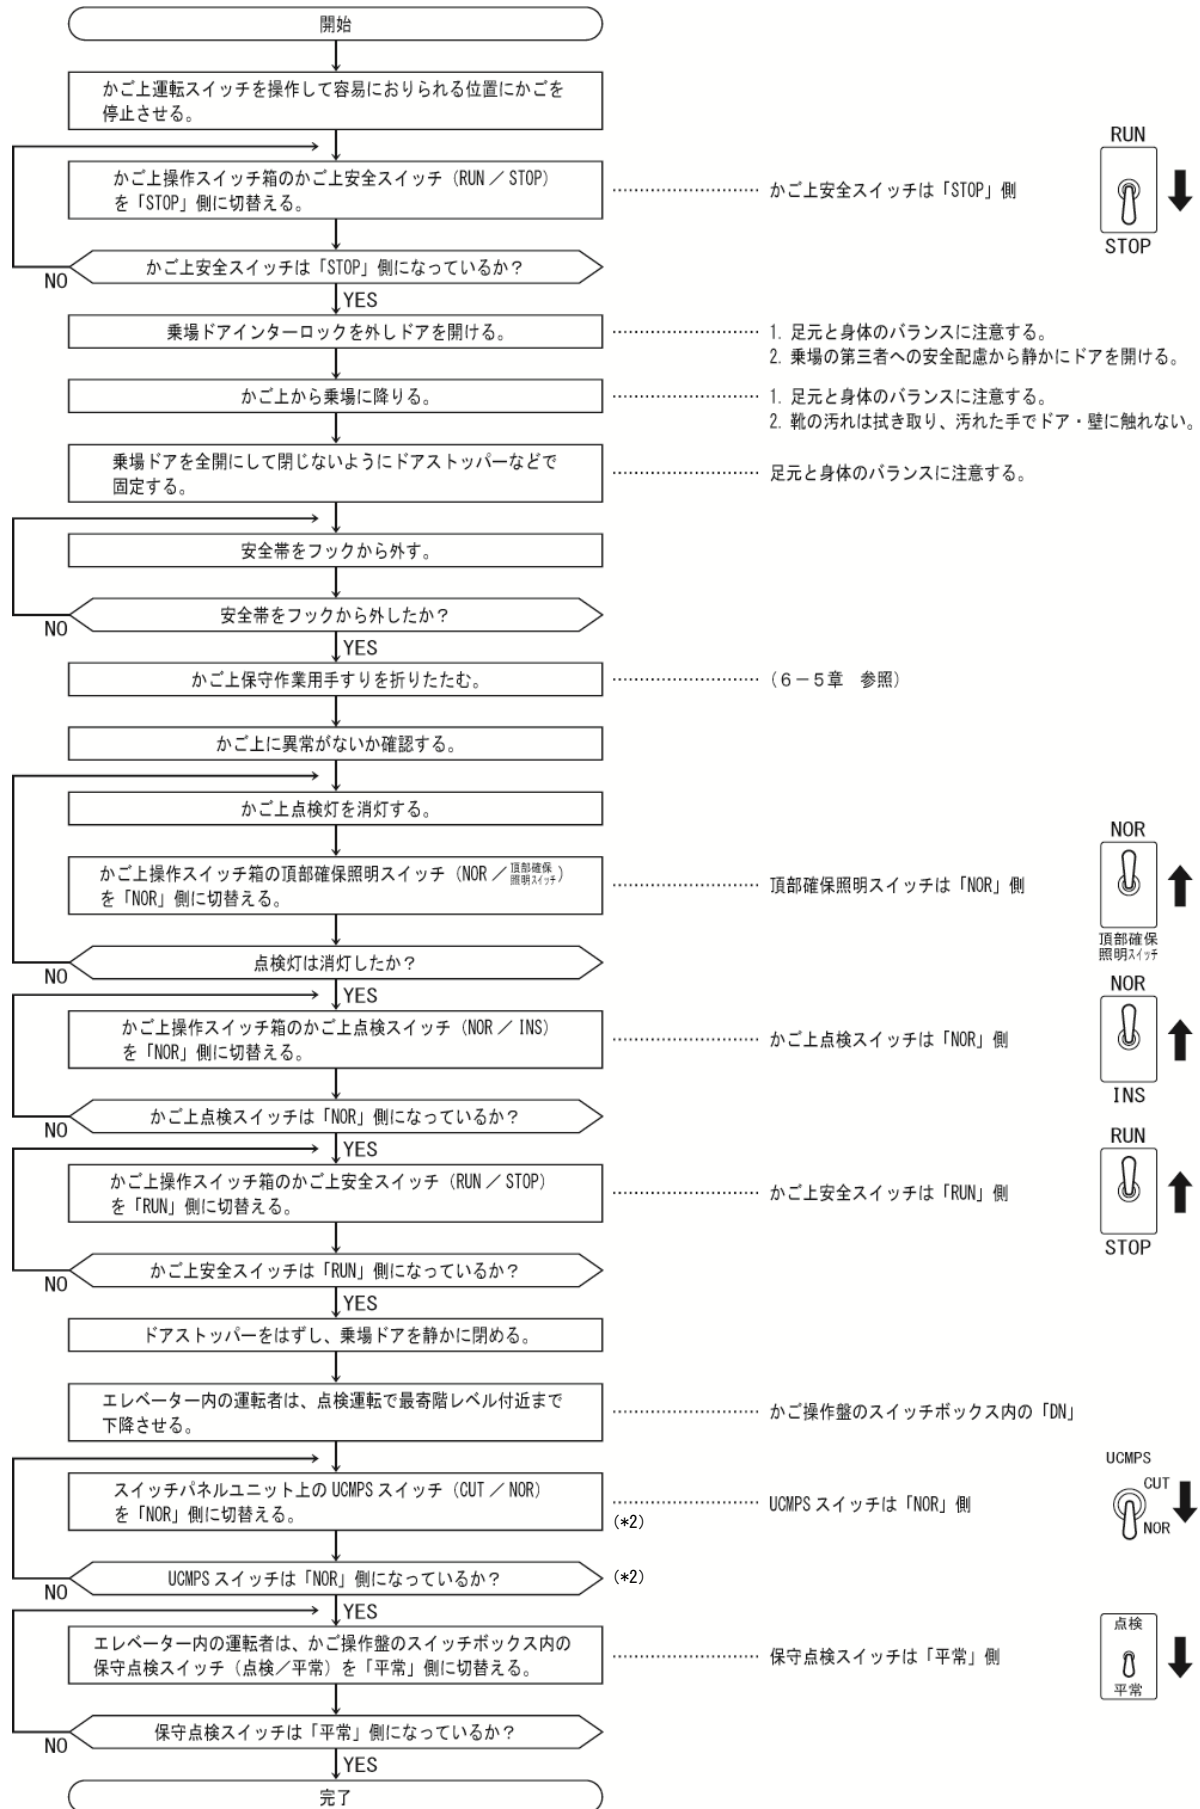 開始
かご上運転スイッチを操作して容易におりられる位置にかごを
停止させる。
かご上操作スイッチ箱のかご上安全スイッチ（RUN／STOP）
を「STOP」側に切替える。
かご上安全スイッチは「STOP」側
RUN
STOP
かご上安全スイッチは「STOP」側になっているか？
NO
YES
乗場ドアインターロックを外しドアを開ける。
1. 足元と身体のバランスに注意する。
2. 乗場の第三者への安全配慮から静かにドアを開ける。
かご上から乗場に降りる。
1. 足元と身体のバランスに注意する。
2. 靴の汚れは拭き取り、汚れた手でドア・壁に触れない。
乗場ドアを全開にして閉じないようにドアストッパーなどで
固定する。
足元と身体のバランスに注意する。
安全帯をフックから外す。
安全帯をフックから外したか？
NO
YES
かご上保守作業用手すりを折りたたむ。
（６－５章　参照）
かご上に異常がないか確認する。
かご上点検灯を消灯する。
かご上操作スイッチ箱の頂部確保照明スイッチ（NOR／頂部確保照明スイッチ）
を「NOR」側に切替える。
頂部確保照明スイッチは「NOR」側
NOR
頂部確保
照明スイッチ
点検灯は消灯したか？
NO
YES
かご上操作スイッチ箱のかご上点検スイッチ（NOR／INS）
を「NOR」側に切替える。
かご上点検スイッチは「NOR」側
NOR
INS
かご上点検スイッチは「NOR」側になっているか？
NO
YES
かご上操作スイッチ箱のかご上安全スイッチ（RUN／STOP）
を「RUN」側に切替える。
かご上安全スイッチは「RUN」側
RUN
STOP
かご上安全スイッチは「RUN」側になっているか？
NO
YES
ドアストッパーをはずし、乗場ドアを静かに閉める。
エレベーター内の運転者は、点検運転で最寄階レベル付近まで
下降させる。
かご操作盤のスイッチボックス内の「DN」
スイッチパネルユニット上のUCMPSスイッチ（CUT／NOR）
を「NOR」側に切替える。
(*2)
UCMPSスイッチは「NOR」側
UCMPS
CUT
NOR
UCMPSスイッチは「NOR」側になっているか？
(*2)
NO
YES
エレベーター内の運転者は、かご操作盤のスイッチボックス内の
保守点検スイッチ（点検／平常）を「平常」側に切替える。
保守点検スイッチは「平常」側
点検
平常
保守点検スイッチは「平常」側になっているか？
NO
YES
完了